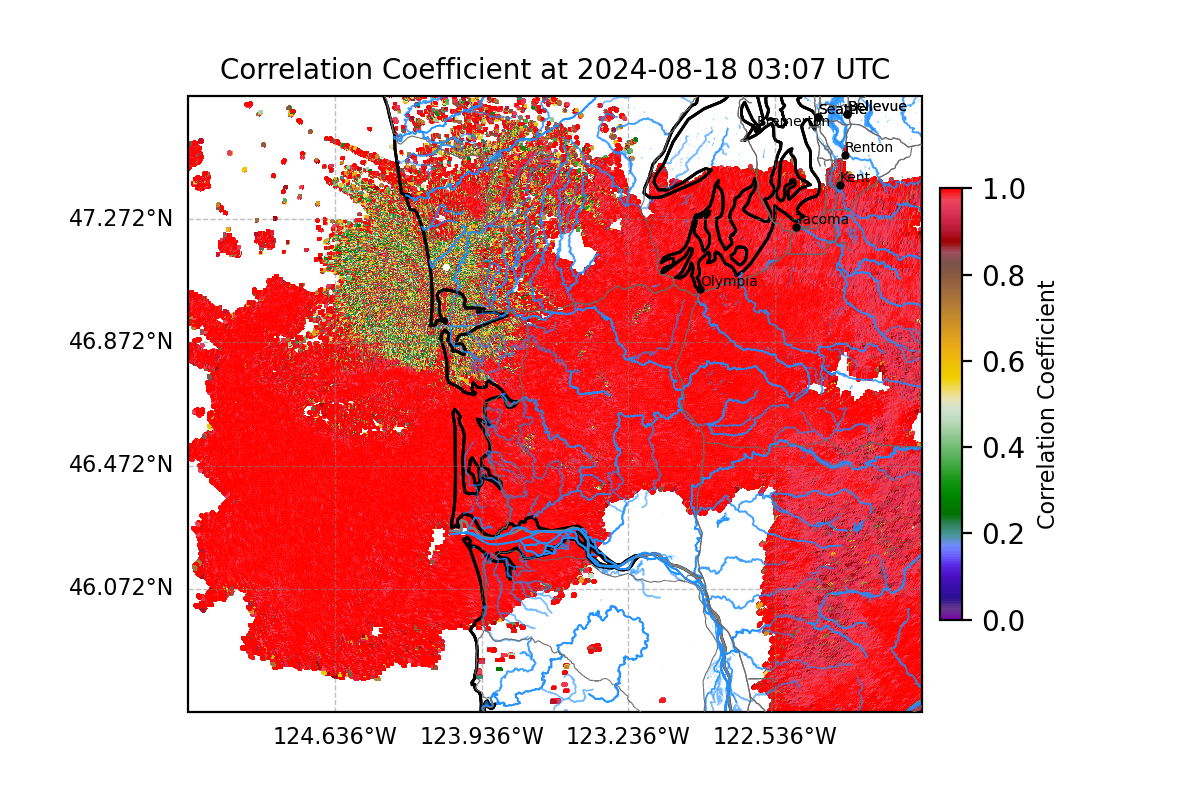 Correlation Coefficient at 2024-08-18 03:07 UTC
Seattle
Bellevue
Bremerton
Renton
Kent
Tacoma
Olympia
47.272°N
46.872°N
46.472°N
46.072°N
124.636°W
123.936°W
123.236°W
122.536°W
1.0
0.8
0.6
0.4
0.2
0.0
Correlation Coefficient